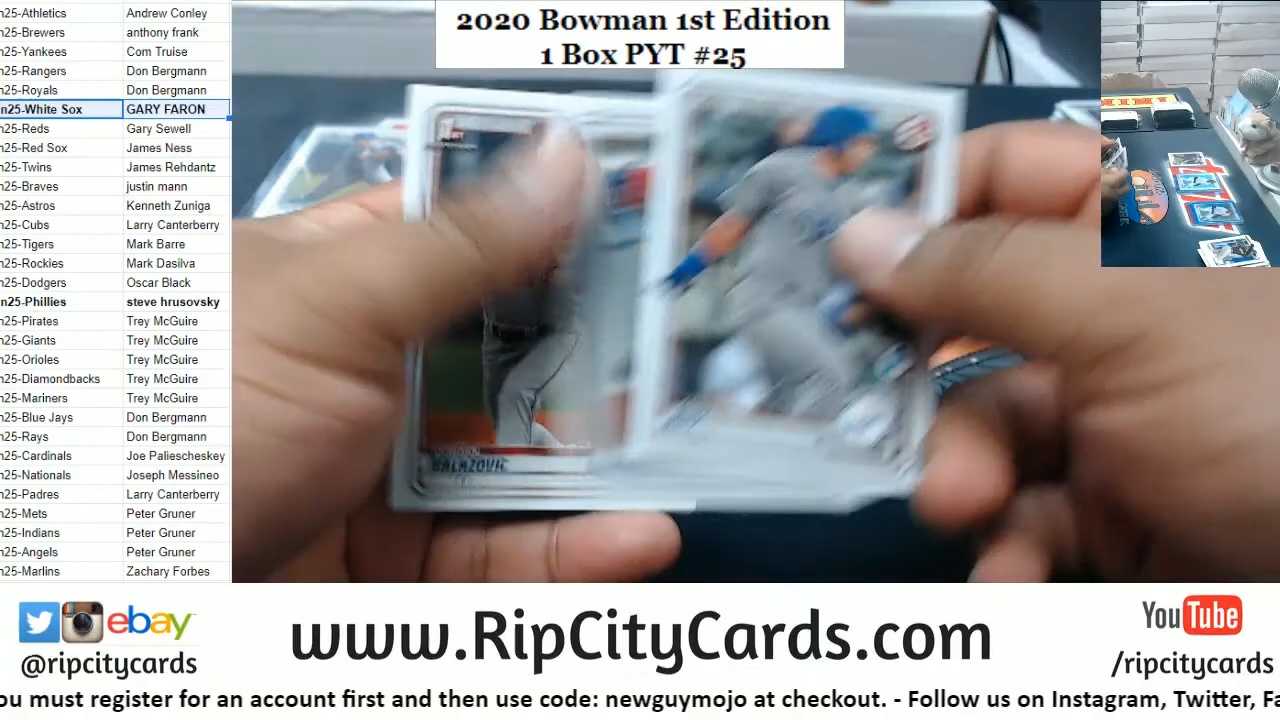 2020 Bowman 1st Edition
1 Box PYT #25
n25-Athletics Andrew Conley
n25-Brewers anthony frank
n25-Yankees Com Truise
n25-Rangers Don Bergmann
n25-Royals Don Bergmann
n25-White Sox GARY FARON
n25-Reds Gary Sewell
n25-Red Sox James Ness
n25-Twins James Rehdantz
n25-Braves justin mann
n25-Astros Kenneth Zuniga
n25-Cubs Larry Canterberry
n25-Tigers Mark Barre
n25-Rockies Mark Dasilva
n25-Dodgers Oscar Black
n25-Phillies steve hrusovsky
n25-Pirates Trey McGuire
n25-Giants Trey McGuire
n25-Orioles Trey McGuire
n25-Diamondbacks Trey McGuire
n25-Mariners Trey McGuire
n25-Blue Jays Don Bergmann
n25-Rays Don Bergmann
n25-Cardinals Joe Paliescheskey
n25-Nationals Joseph Messineo
n25-Padres Larry Canterberry
n25-Mets Peter Gruner
n25-Indians Peter Gruner
n25-Angels Peter Gruner
n25-Marlins Zachary Forbes
BALAZOVIC
ebay
@ripcitycards
www.RipCityCards.com
YouTube
/ripcitycards
ou must register for an account first and then use code: newguymojo at checkout. - Follow us on Instagram, Twitter, Fa